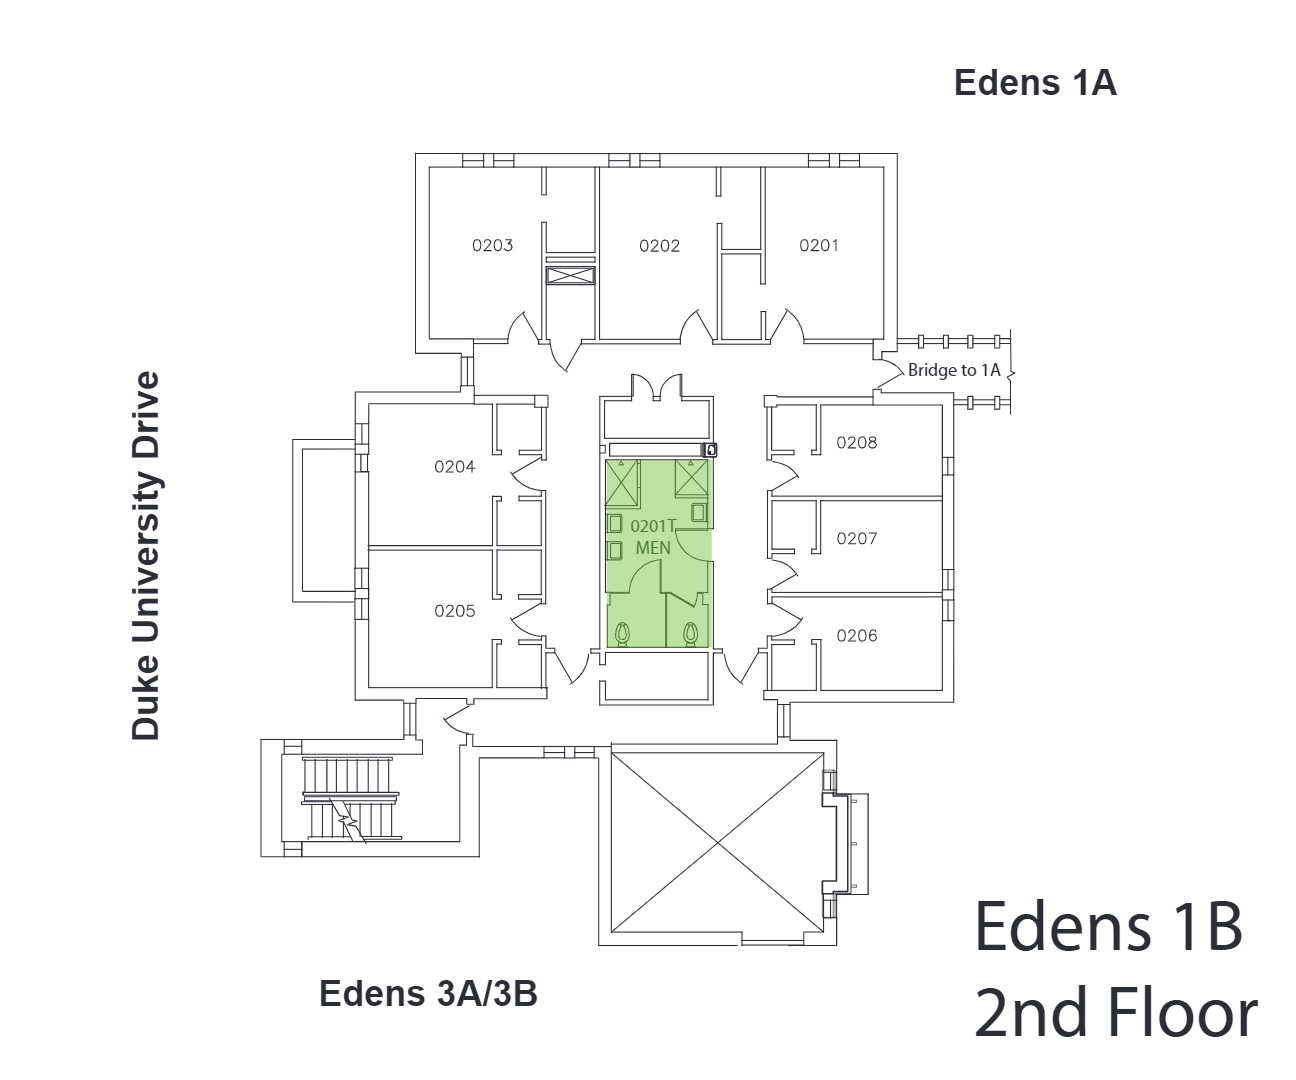 Edens 1A
0203
0202
0201
Bridge to 1A
Duke University Drive
0204
0208
0201T
MEN
0207
0205
0206
Edens 1B
2nd Floor
Edens 3A/3B